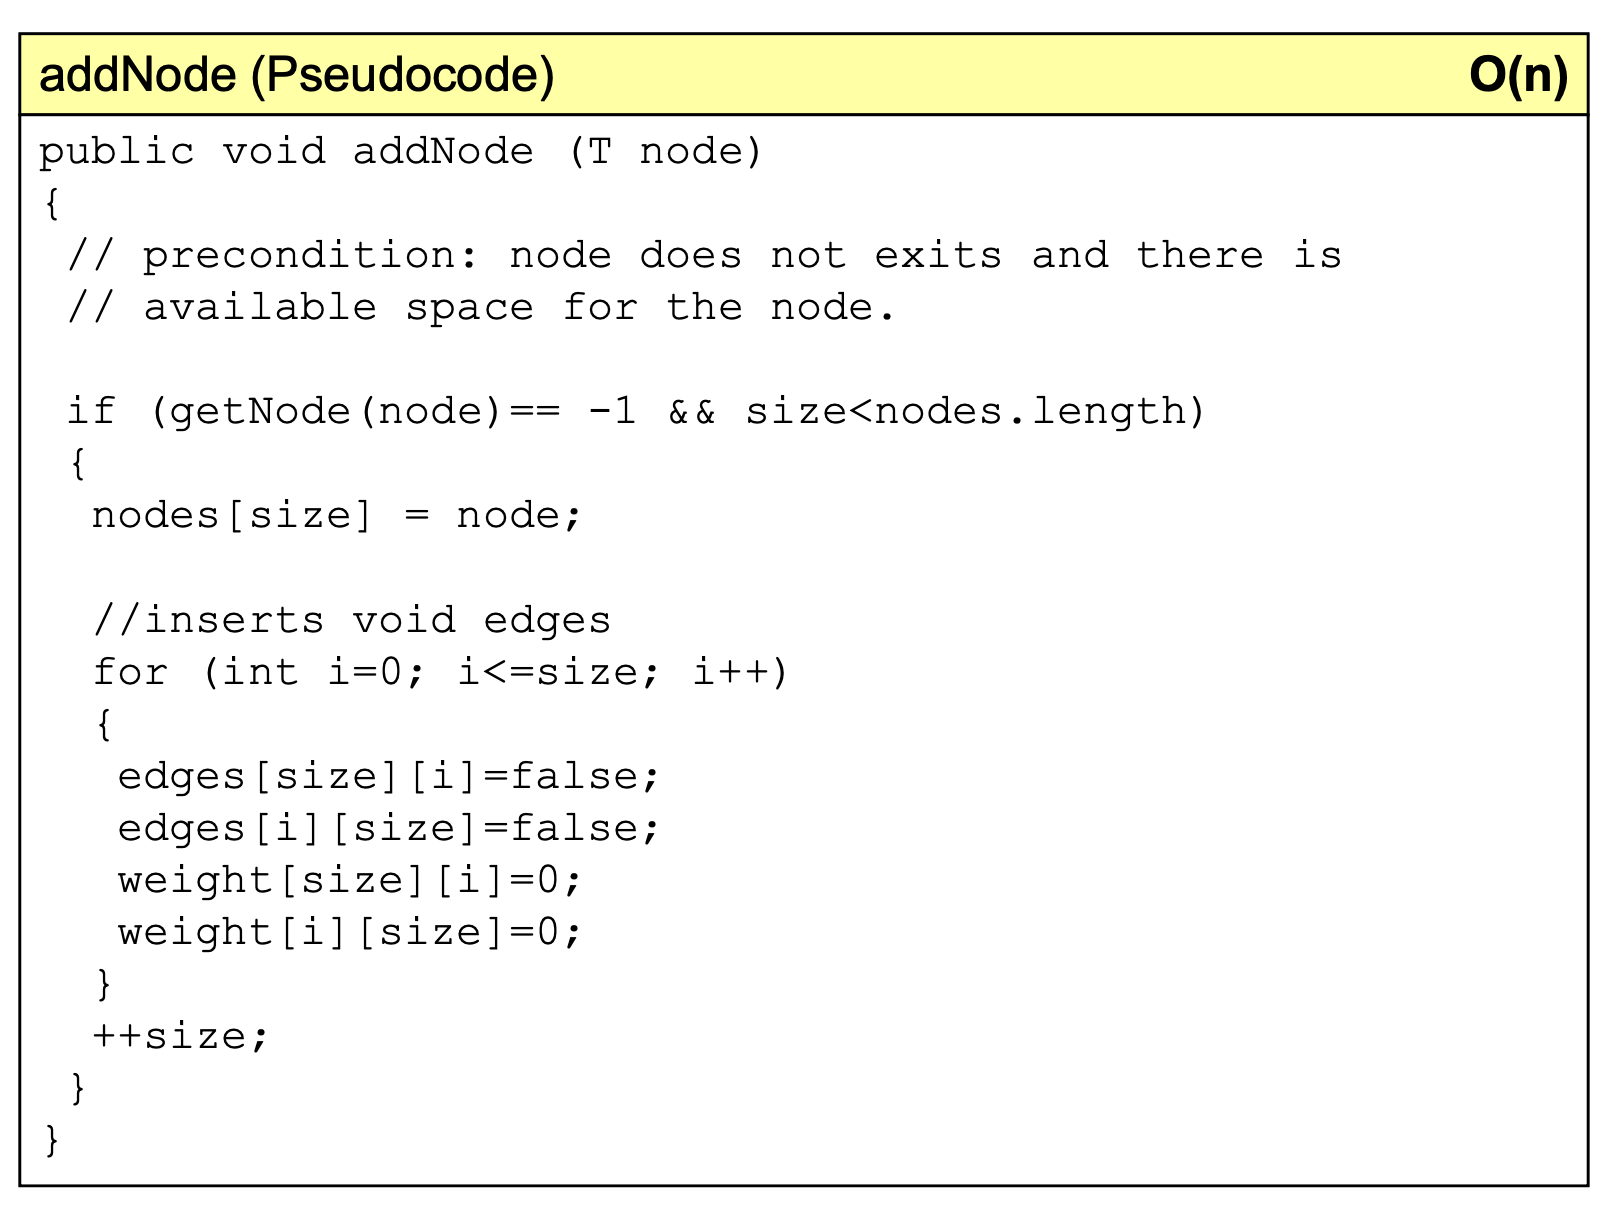 addNode (Pseudocode) O(n)
public void addNode (T node)
{
// precondition: node does not exits and there is
// available space for the node.
if (getNode(node)== -1 && size<nodes.length)
{
nodes[size] = node;
//inserts void edges
for (int i=0; i<=size; i++)
{
edges[size][i]=false;
edges[i][size]=false;
weight[size][i]=0;
weight[i][size]=0;
}
++size;
}
}